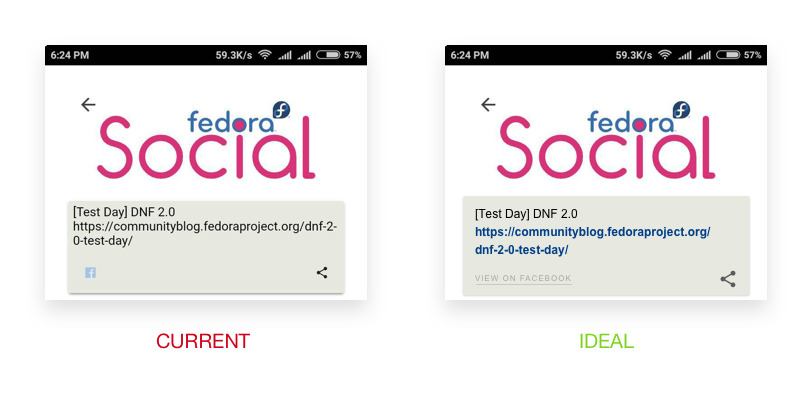 6:24 PM 59.3K/s 57%
fedora
Social
[Test Day] DNF 2.0
https://communityblog.fedoraproject.org/dnf-2-
0-test-day/
CURRENT
6:24 PM 59.3K/s 57%
fedora
Social
[Test Day] DNF 2.0
https://communityblog.fedoraproject.org/
dnf-2-0-test-day/
VIEW ON FACEBOOK
IDEAL